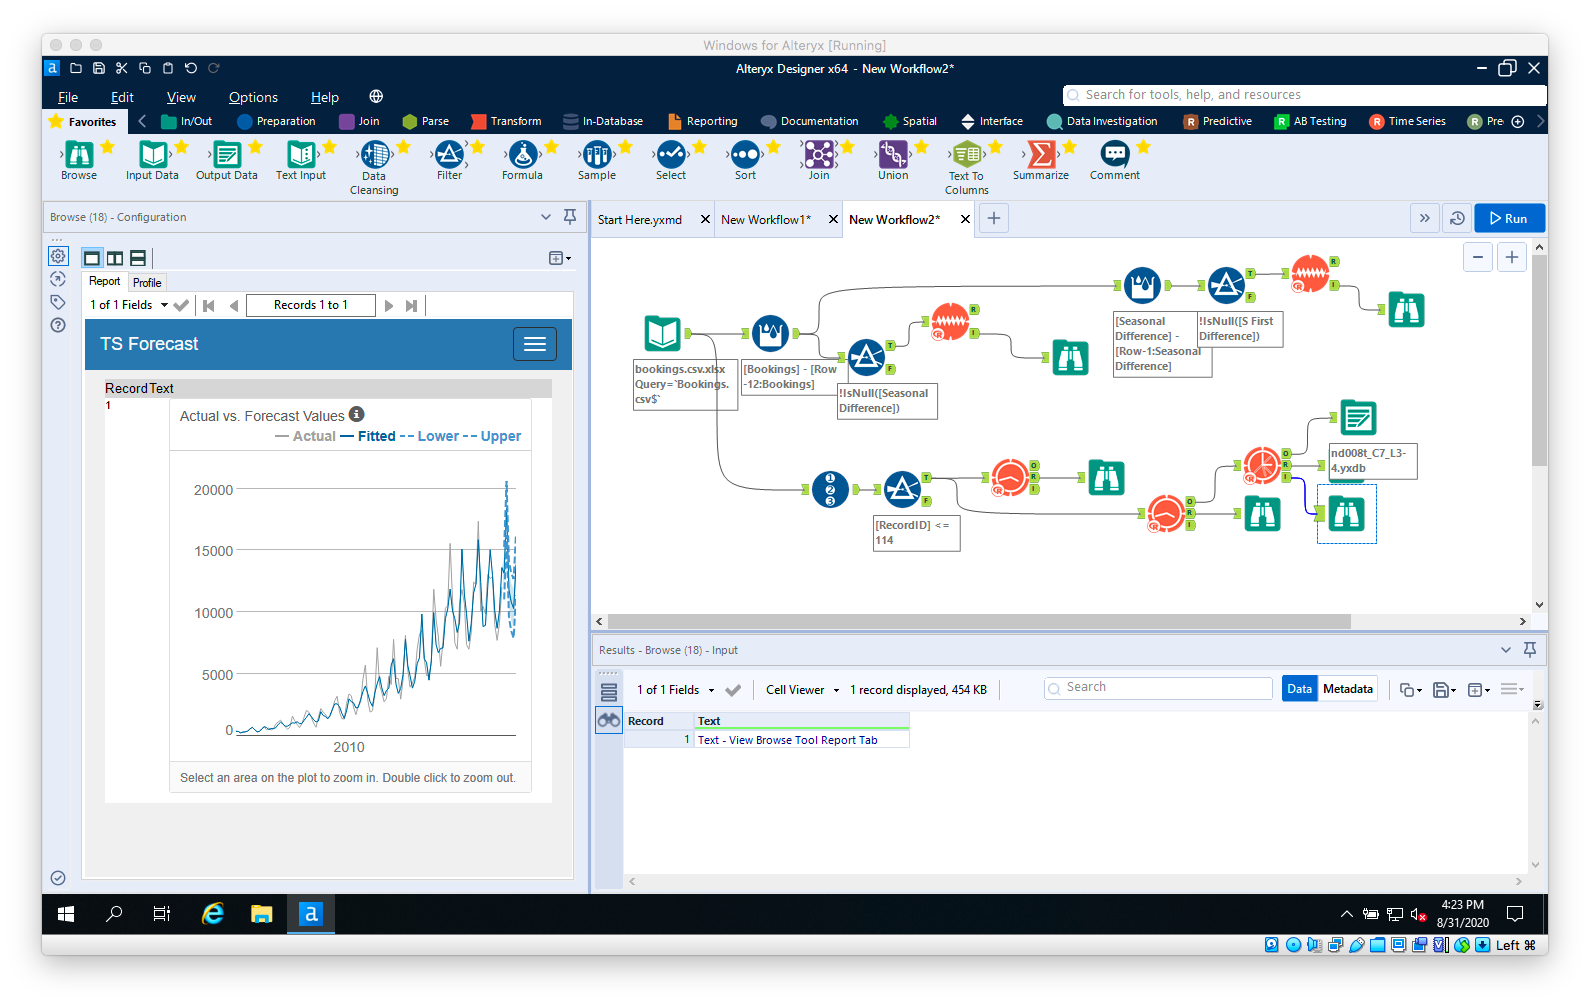 Windows for Alteryx [Running]
a
Alteryx Designer x64 - New Workflow2*
File Edit View Options Help
Search for tools, help, and resources
Favorites In/Out Preparation Join Parse Transform In-Database Reporting Documentation Spatial Interface Data Investigation R Predictive R AB Testing R Time Series R Pre
Browse Input Data Output Data Text Input Data Cleansing Filter Formula Sample Select Sort Join Union Text To Columns Summarize Comment
Browse (18) - Configuration
Start Here.yxmd New Workflow1* New Workflow2*
Run
Report Profile
1 of 1 Fields Records 1 to 1
TS Forecast
Record Text
1
Actual vs. Forecast Values
Actual Fitted Lower Upper
20000
15000
10000
5000
0
2010
Select an area on the plot to zoom in. Double click to zoom out.
bookings.csv.xlsx
Query=`Bookings.
csv$`
[Bookings] - [Row
-12:Bookings]
!IsNull([Seasonal
Difference])
[Seasonal
Difference] -
[Row-1:Seasonal
Difference]
!IsNull([S First
Difference])
T
F
R
I
T
F
R
I
1
2
3
T
F
[RecordID] <=
114
O
R
I
O
R
I
O
R
I
nd008t_C7_L3-
4.yxdb
Results - Browse (18) - Input
1 of 1 Fields Cell Viewer 1 record displayed, 454 KB Search Data Metadata
Record Text
1 Text - View Browse Tool Report Tab
a
4:23 PM
8/31/2020
Left ⌘